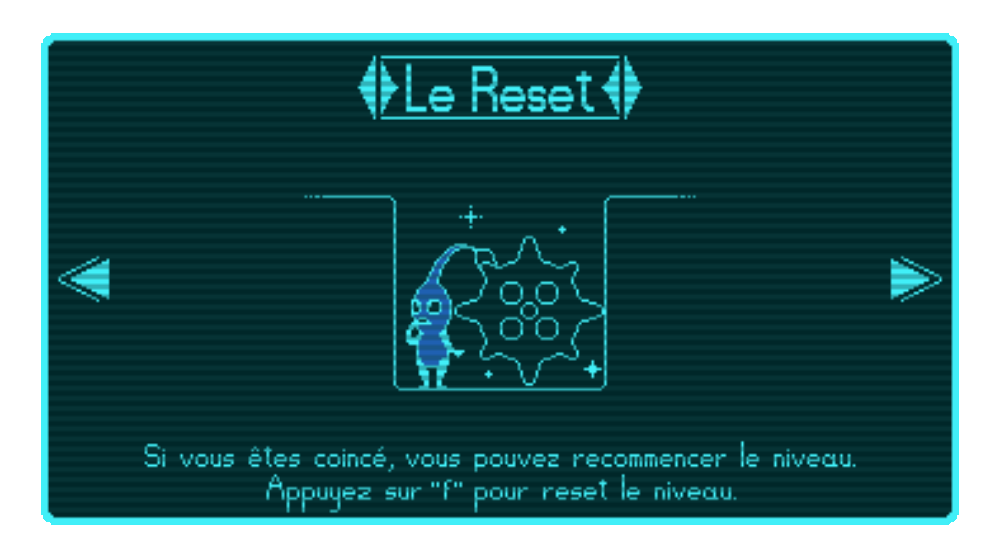 Le Reset
Si vous êtes coincé, vous pouvez recommencer le niveau.
Appuyez sur "f" pour reset le niveau.